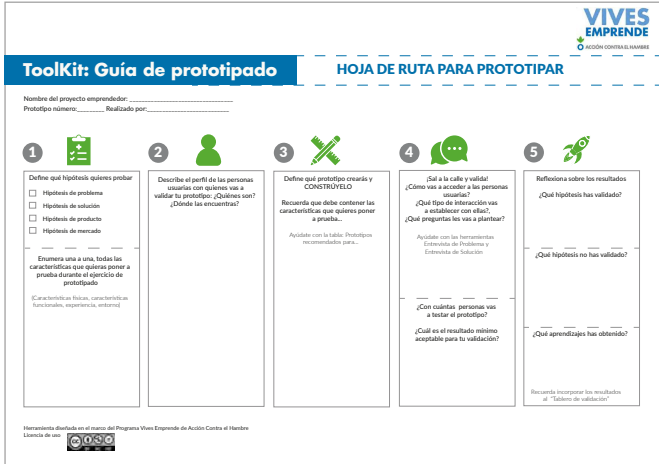 VIVES
EMPRENDE
ACCIÓN CONTRA EL HAMBRE
ToolKit: Guía de prototipado
HOJA DE RUTA PARA PROTOTIPAR
Nombre del proyecto emprendedor: ________________________________
Prototipo número:________ Realizado por:_________________________
1
Define qué hipótesis quieres probar
Hipótesis de problema
Hipótesis de solución
Hipótesis de producto
Hipótesis de mercado
Enumera una a una, todas las
características que quieras poner a
prueba durante el ejercicio de
prototipado
(Características físicas, características
funcionales, experiencia, entorno)
2
Describe el perfil de las personas
usuarias con quienes vas a
validar tu prototipo: ¿Quiénes son?
¿Dónde las encuentras?
3
Define qué prototipo crearás y
CONSTRÚYELO
Recuerda que debe contener las
características que quieres poner
a prueba...
Ayúdate con la tabla: Prototipos
recomendados para...
4
¡Sal a la calle y valida!
¿Cómo vas a acceder a las personas
usuarias?
¿Qué tipo de interacción vas
a establecer con ellas?,
¿Qué preguntas les vas a plantear?
Ayúdate con las herramientas
Entrevista de Problema y
Entrevista de Solución
¿Con cuántas personas vas
a testar el prototipo?
¿Cuál es el resultado mínimo
aceptable para tu validación?
5
Reflexiona sobre los resultados
¿Qué hipótesis has validado?
¿Qué hipótesis no has validado?
¿Qué aprendizajes has obtenido?
Recuerda incorporar los resultados
al "Tablero de validación"
Herramienta diseñada en el marco del Programa Vives Emprende de Acción Contra el Hambre
Licencia de uso